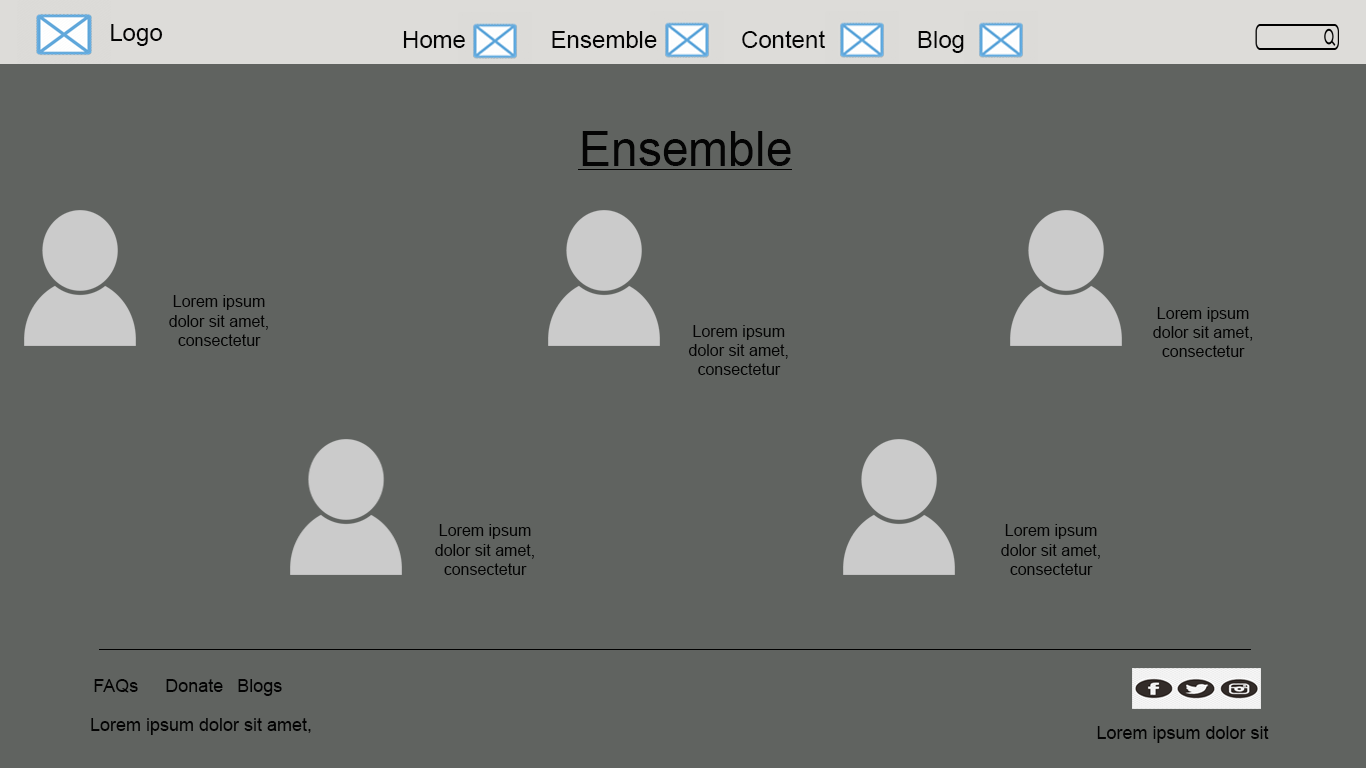 Logo
Home
Ensemble
Content
Blog
Ensemble
Lorem ipsum
dolor sit amet,
consectetur
Lorem ipsum
dolor sit amet,
consectetur
Lorem ipsum
dolor sit amet,
consectetur
Lorem ipsum
dolor sit amet,
consectetur
Lorem ipsum
dolor sit amet,
consectetur
FAQs Donate Blogs
Lorem ipsum dolor sit amet,
Lorem ipsum dolor sit